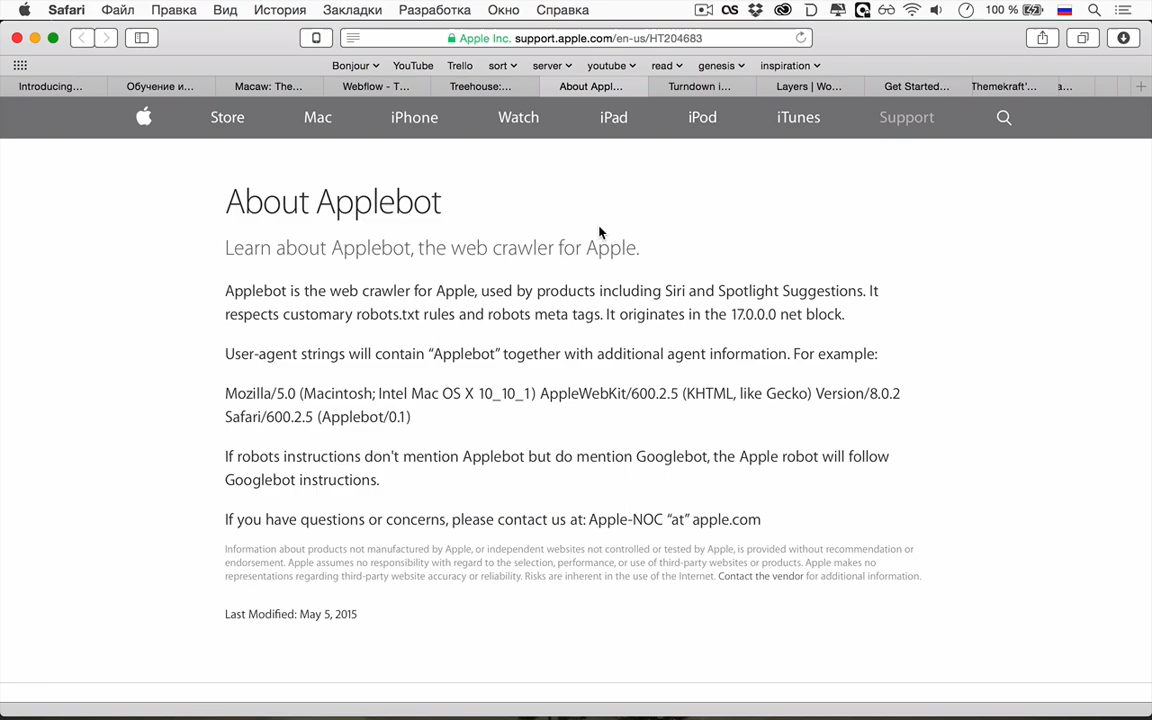 Safari Файл Правка Вид История Закладки Разработка Окно Справка 100 %
Apple Inc. support.apple.com/en-us/HT204683
Bonjour YouTube Trello sort server youtube read genesis inspiration
Introducing... Обучение и... Macaw: The... Webflow - T... Treehouse:... About Appl... Turndown i... Layers | Wo... Get Started... Themekraft'... a...
Store Mac iPhone Watch iPad iPod iTunes Support
About Applebot
Learn about Applebot, the web crawler for Apple.
Applebot is the web crawler for Apple, used by products including Siri and Spotlight Suggestions. It
respects customary robots.txt rules and robots meta tags. It originates in the 17.0.0.0 net block.
User-agent strings will contain “Applebot” together with additional agent information. For example:
Mozilla/5.0 (Macintosh; Intel Mac OS X 10_10_1) AppleWebKit/600.2.5 (KHTML, like Gecko) Version/8.0.2
Safari/600.2.5 (Applebot/0.1)
If robots instructions don't mention Applebot but do mention Googlebot, the Apple robot will follow
Googlebot instructions.
If you have questions or concerns, please contact us at: Apple-NOC “at” apple.com
Information about products not manufactured by Apple, or independent websites not controlled or tested by Apple, is provided without recommendation or
endorsement. Apple assumes no responsibility with regard to the selection, performance, or use of third-party websites or products. Apple makes no
representations regarding third-party website accuracy or reliability. Risks are inherent in the use of the Internet. Contact the vendor for additional information.
Last Modified: May 5, 2015